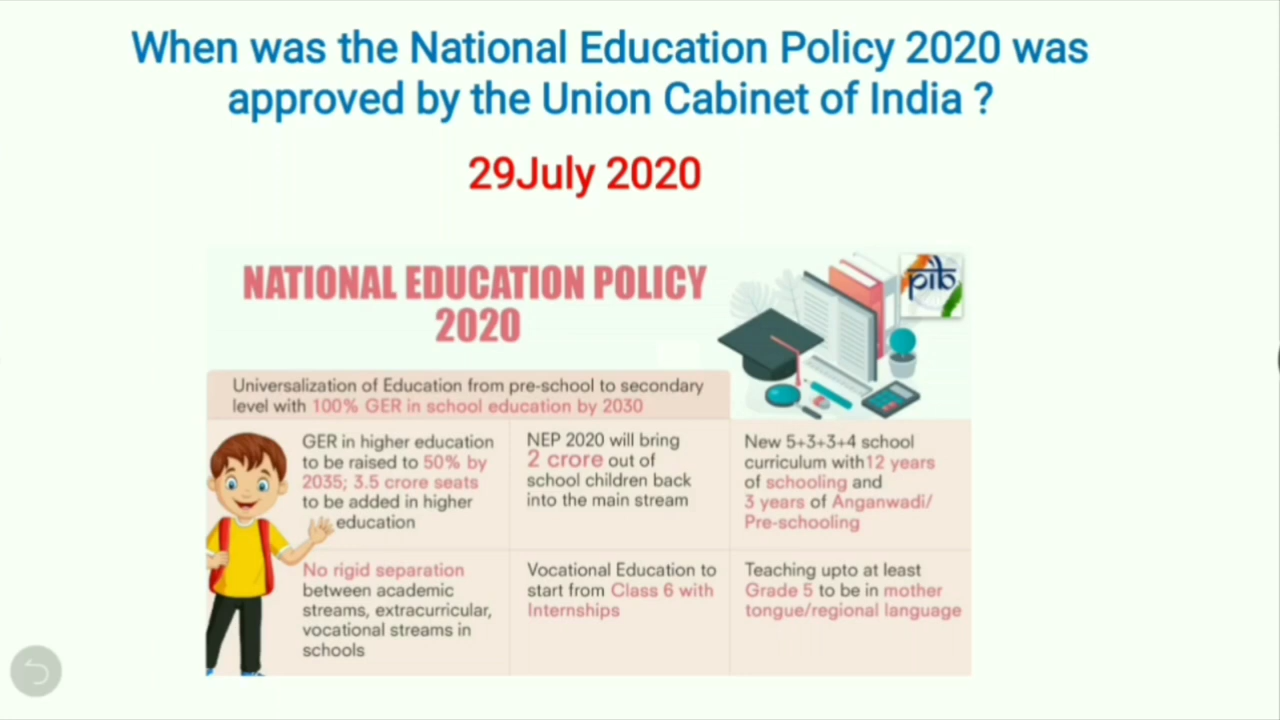 When was the National Education Policy 2020 was
approved by the Union Cabinet of India ?
29July 2020
NATIONAL EDUCATION POLICY
2020
pib
Universalization of Education from pre-school to secondary
level with 100% GER in school education by 2030
GER in higher education
to be raised to 50% by
2035; 3.5 crore seats
to be added in higher
education
NEP 2020 will bring
2 crore out of
school children back
into the main stream
New 5+3+3+4 school
curriculum with12 years
of schooling and
3 years of Anganwadi/
Pre-schooling
No rigid separation
between academic
streams, extracurricular,
vocational streams in
schools
Vocational Education to
start from Class 6 with
Internships
Teaching upto at least
Grade 5 to be in mother
tongue/regional language